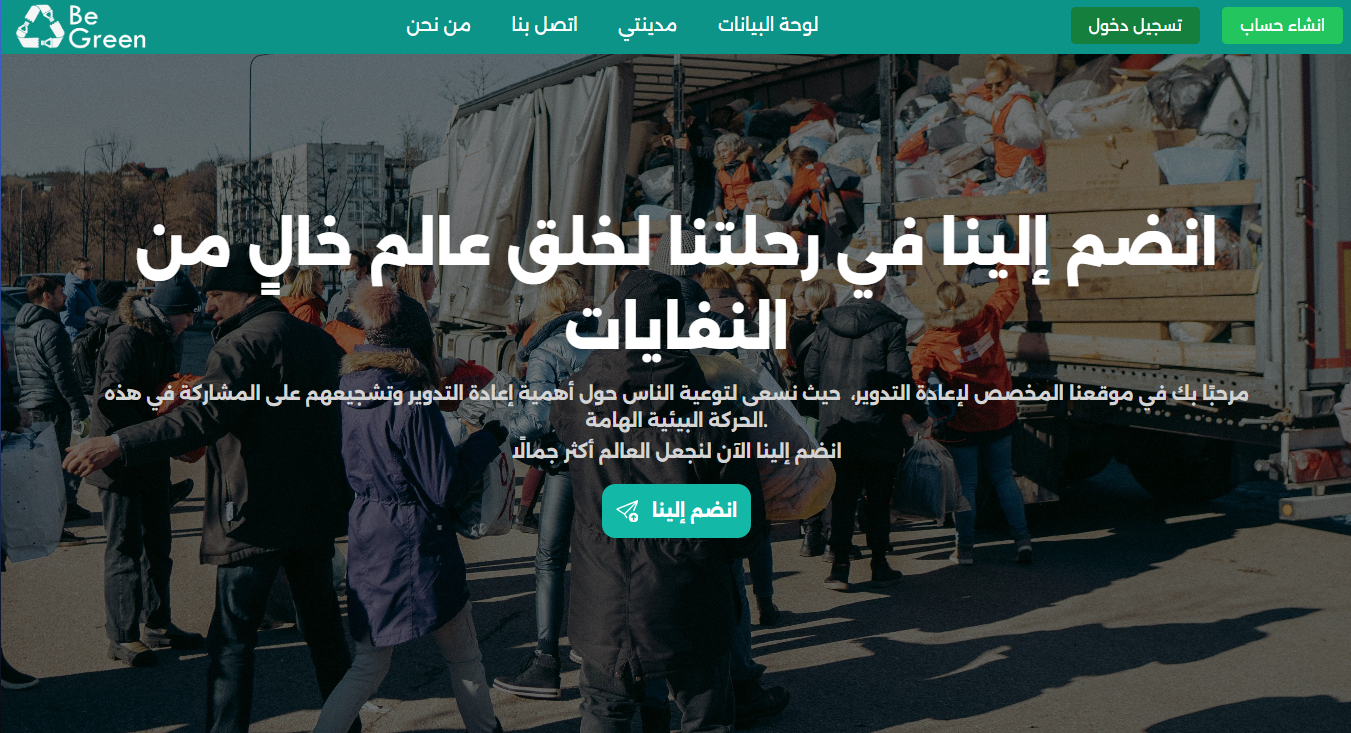 Be
Green
انشاء حساب
تسجيل دخول
لوحة البيانات
مدينتي
اتصل بنا
من نحن
انضم إلينا في رحلتنا لخلق عالم خالٍ من
النفايات
مرحبًا بك في موقعنا المخصص لإعادة التدوير، حيث نسعى لتوعية الناس حول أهمية إعادة التدوير وتشجيعهم على المشاركة في هذه
.الحركة البيئية الهامة
انضم إلينا الآن لنجعل العالم أكثر جمالًا
انضم إلينا